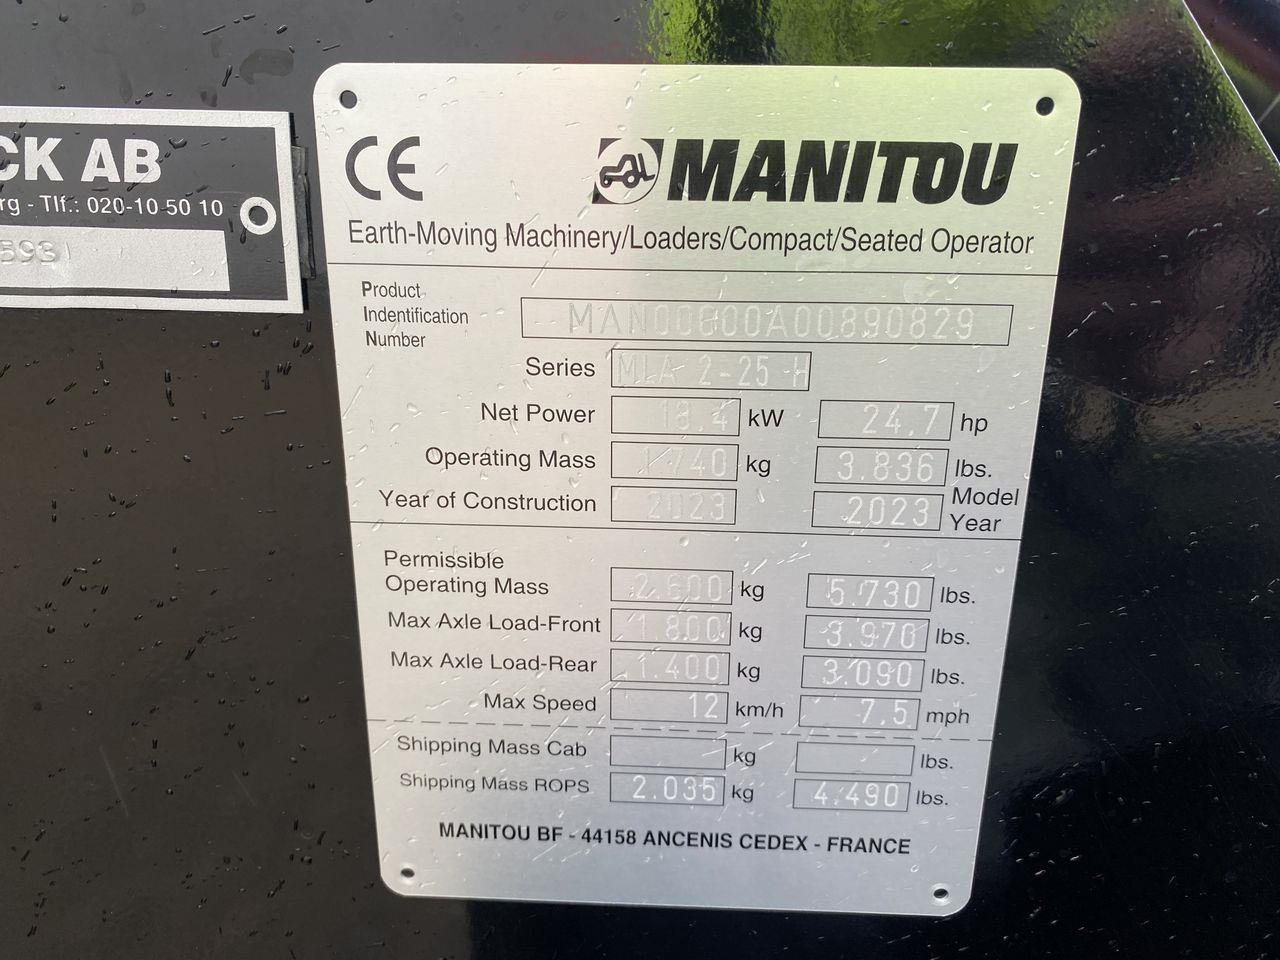 CK AB
rg - Tlf.: 020-10 50 10
593
CE MANITOU
Earth-Moving Machinery/Loaders/Compact/Seated Operator
Product
Indentification
Number
MAN00800A00890829
Series MLA 2-25 H
Net Power 18.4 kW 24.7 hp
Operating Mass 1.740 kg 3.836 lbs.
Year of Construction 2023 2023 Model Year
Permissible
Operating Mass 2.600 kg 5.730 lbs.
Max Axle Load-Front 1.800 kg 3.970 lbs.
Max Axle Load-Rear 1.400 kg 3.090 lbs.
Max Speed 12 km/h 7.5 mph
Shipping Mass Cab kg lbs.
Shipping Mass ROPS 2.035 kg 4.490 lbs.
MANITOU BF - 44158 ANCENIS CEDEX - FRANCE